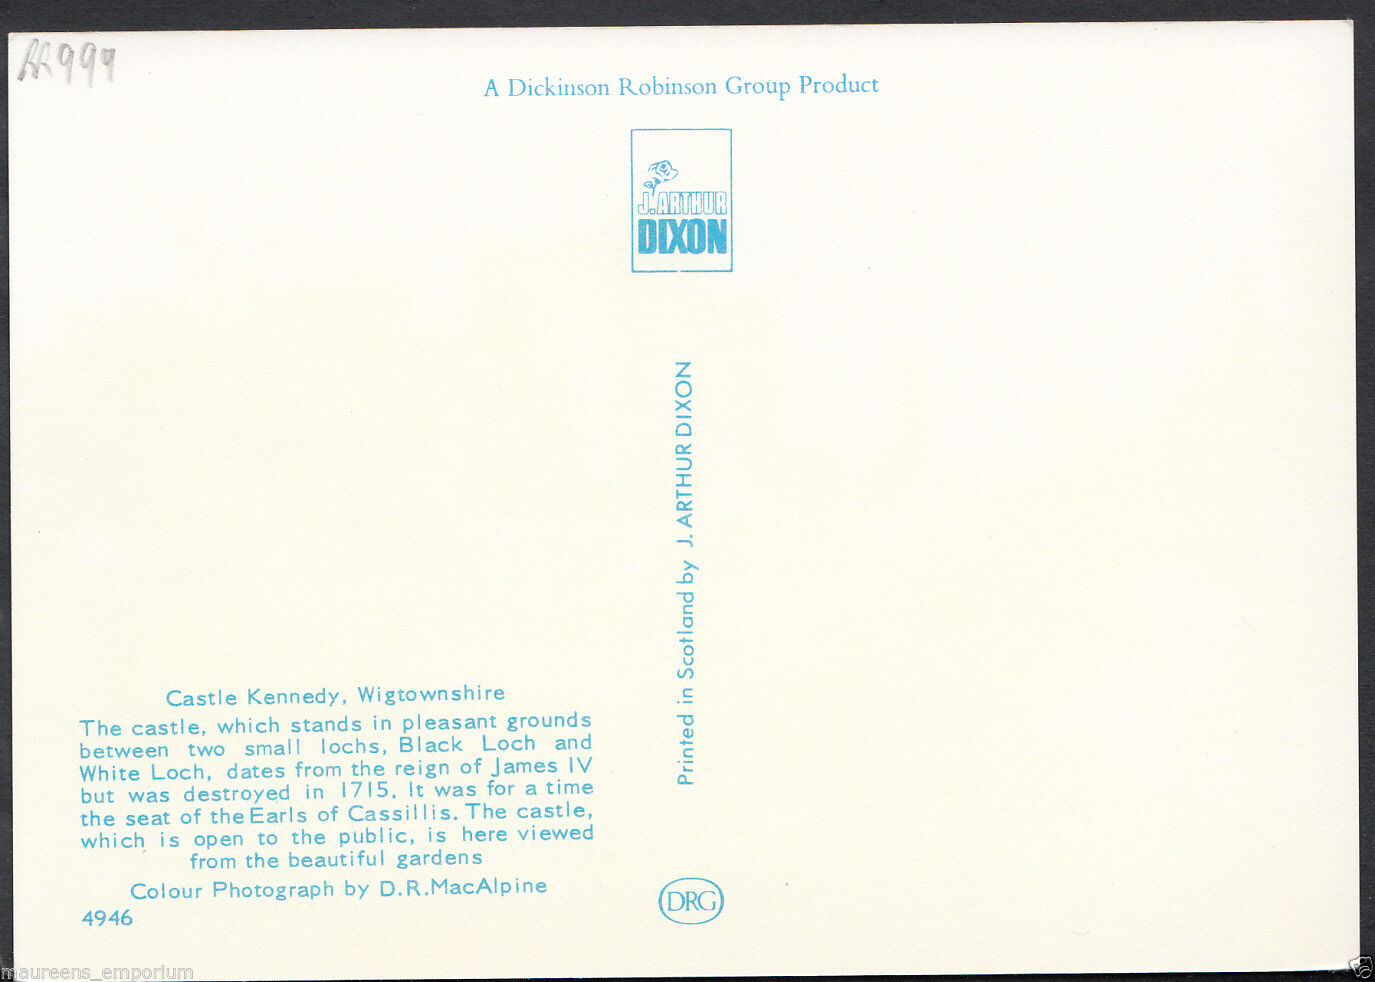 AA999
A Dickinson Robinson Group Product
J. ARTHUR
DIXON
Printed in Scotland by J. ARTHUR DIXON
Castle Kennedy, Wigtownshire
The castle, which stands in pleasant grounds
between two small lochs, Black Loch and
White Loch, dates from the reign of James IV
but was destroyed in 1715. It was for a time
the seat of the Earls of Cassillis. The castle,
which is open to the public, is here viewed
from the beautiful gardens
Colour Photograph by D.R.MacAlpine
4946
DRG
maureens_emporium